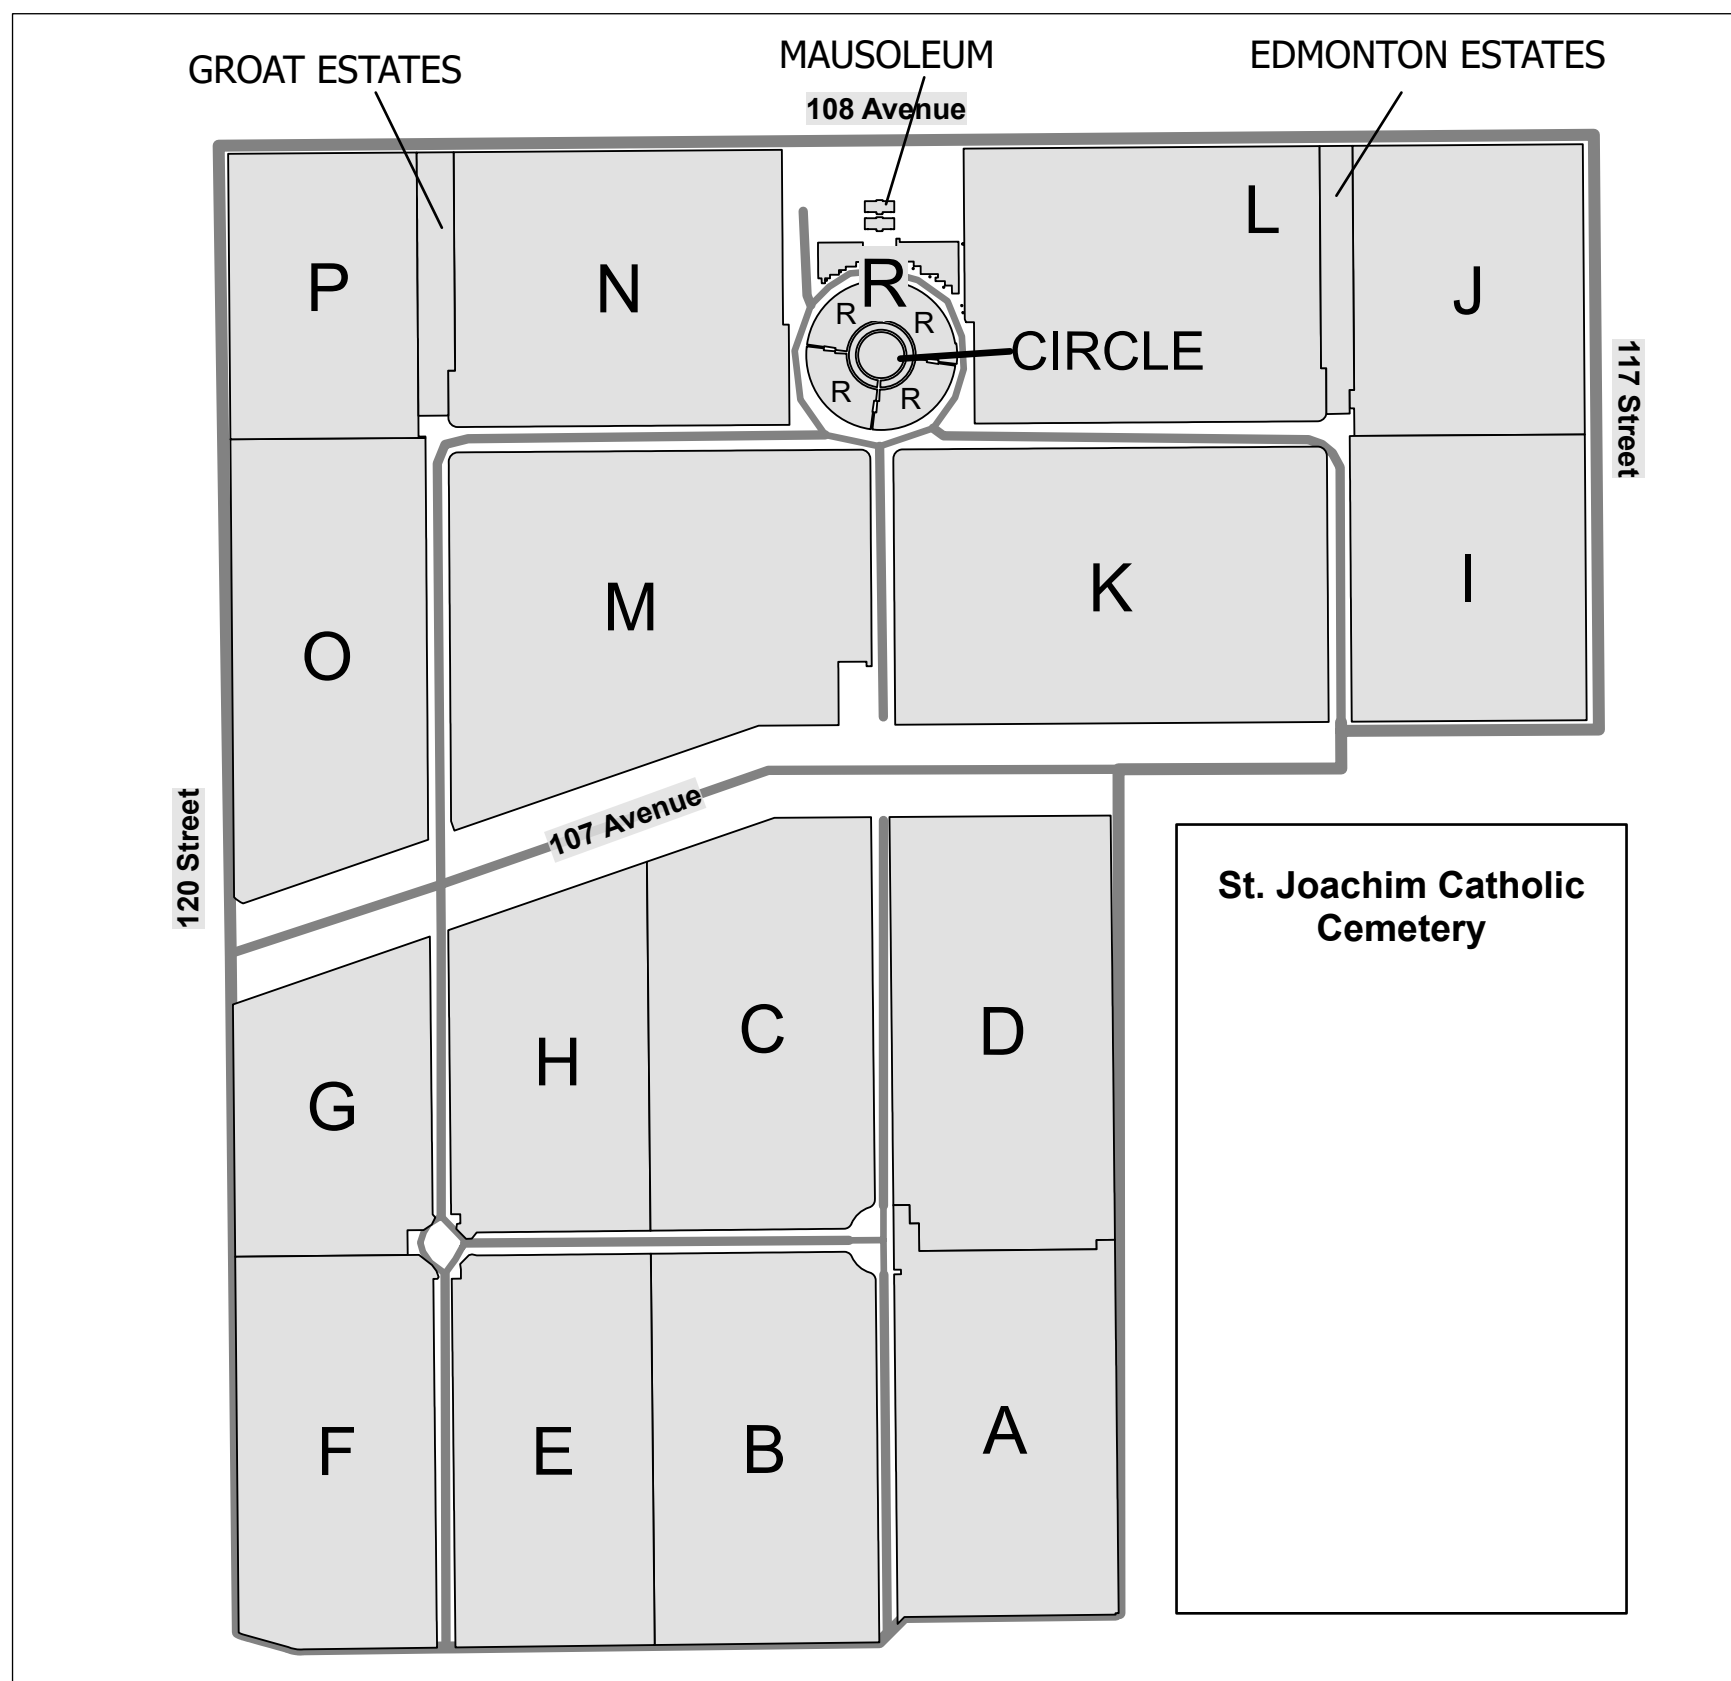 GROAT ESTATES
MAUSOLEUM
EDMONTON ESTATES
108 Avenue
P
N
R
L
J
R
R
R
R
CIRCLE
117 Street
O
M
K
I
120 Street
107 Avenue
St. Joachim Catholic
Cemetery
G
H
C
D
F
E
B
A